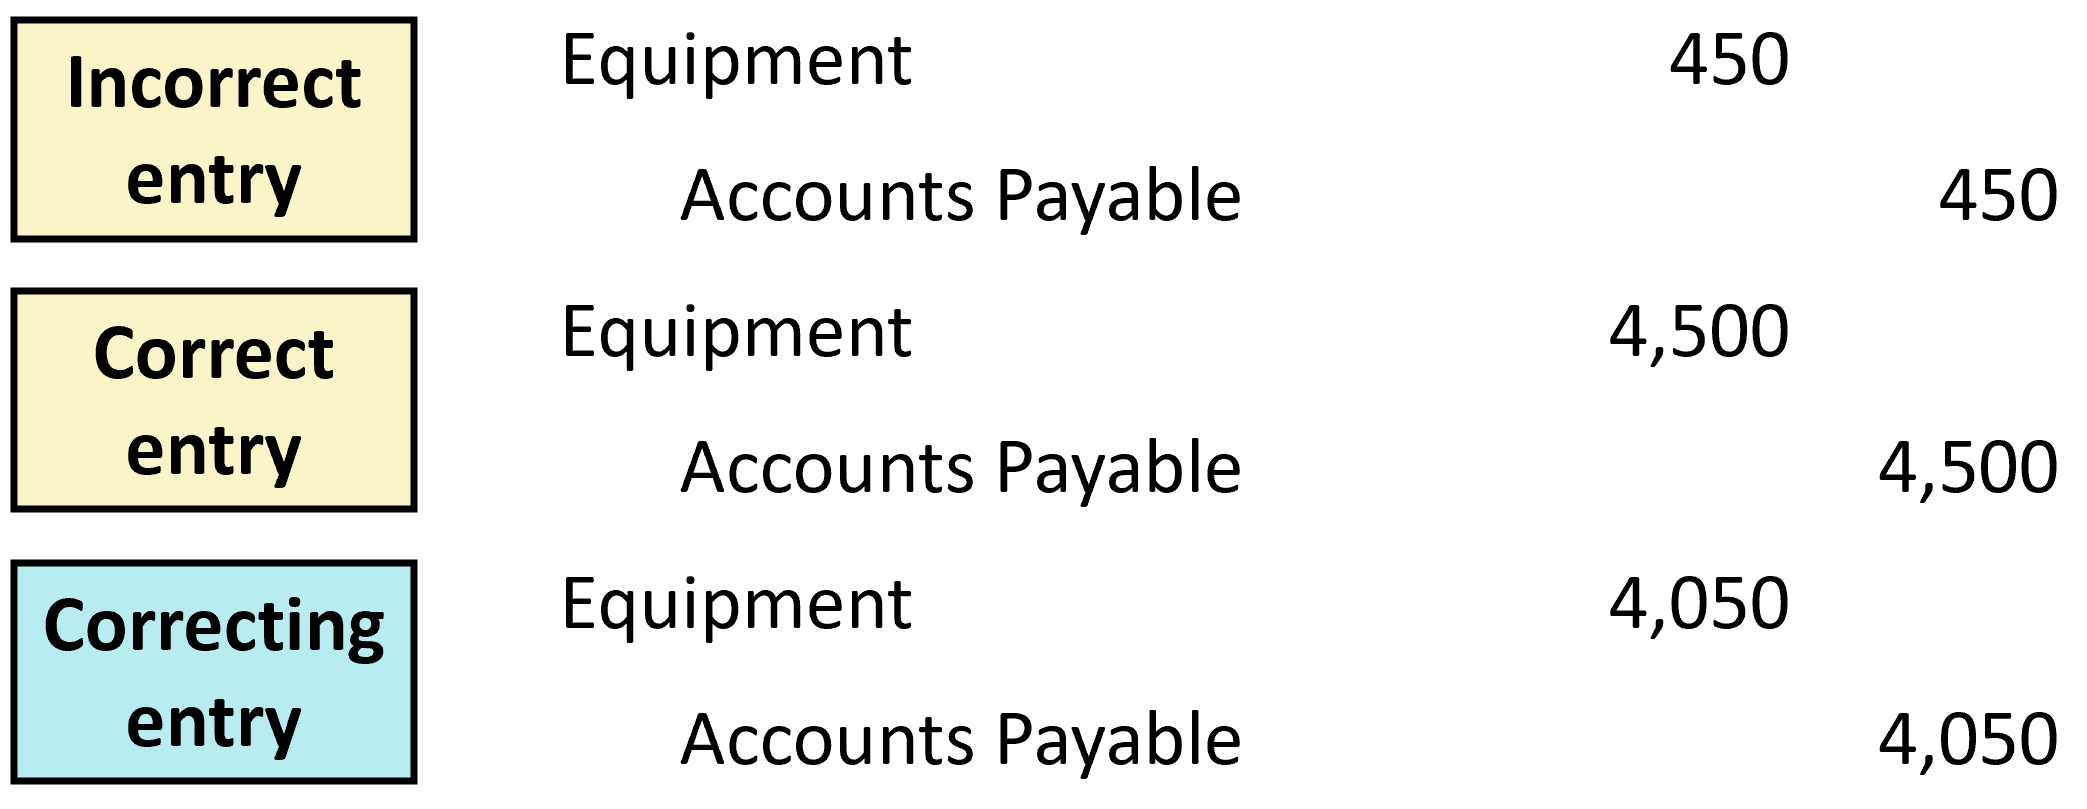 Incorrect
entry
Equipment 450
Accounts Payable 450
Correct
entry
Equipment 4,500
Accounts Payable 4,500
Correcting
entry
Equipment 4,050
Accounts Payable 4,050